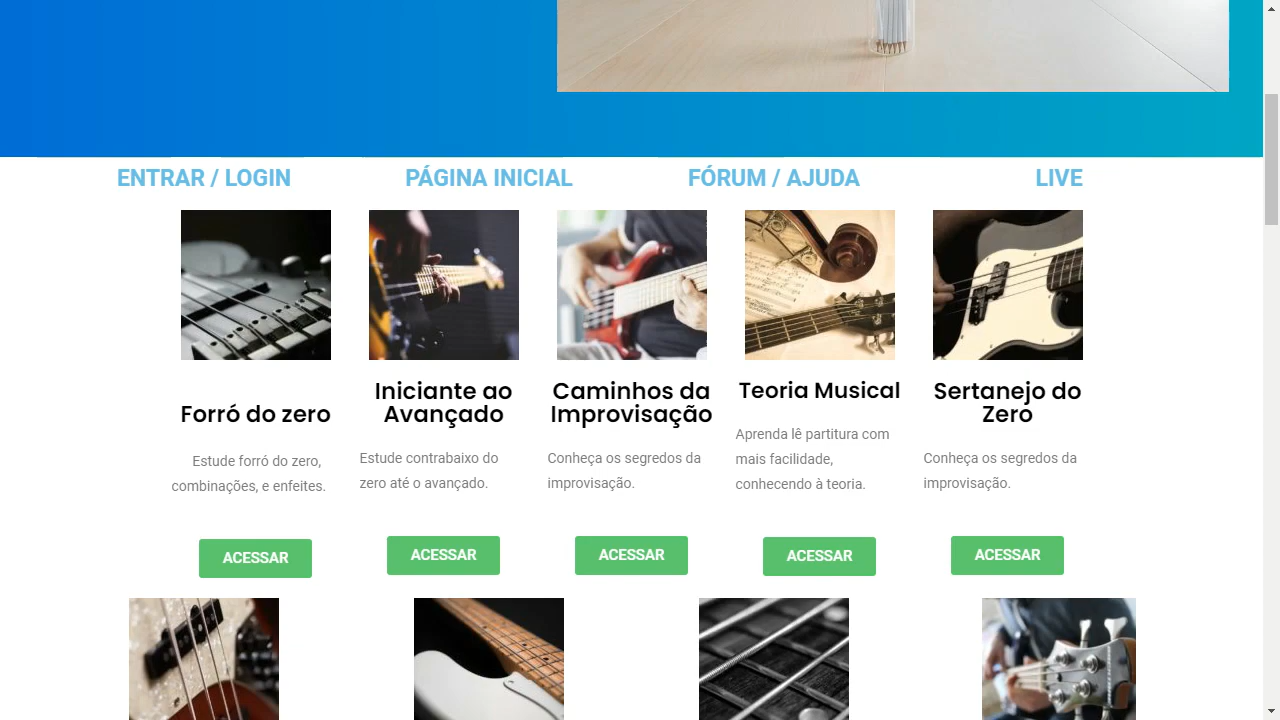 ENTRAR / LOGIN
PÁGINA INICIAL
FÓRUM / AJUDA
LIVE
Forró do zero
Estude forró do zero,
combinações, e enfeites.
ACESSAR
Iniciante ao
Avançado
Estude contrabaixo do
zero até o avançado.
ACESSAR
Caminhos da
Improvisação
Conheça os segredos da
improvisação.
ACESSAR
Teoria Musical
Aprenda lê partitura com
mais facilidade,
conhecendo à teoria.
ACESSAR
Sertanejo do
Zero
Conheça os segredos da
improvisação.
ACESSAR